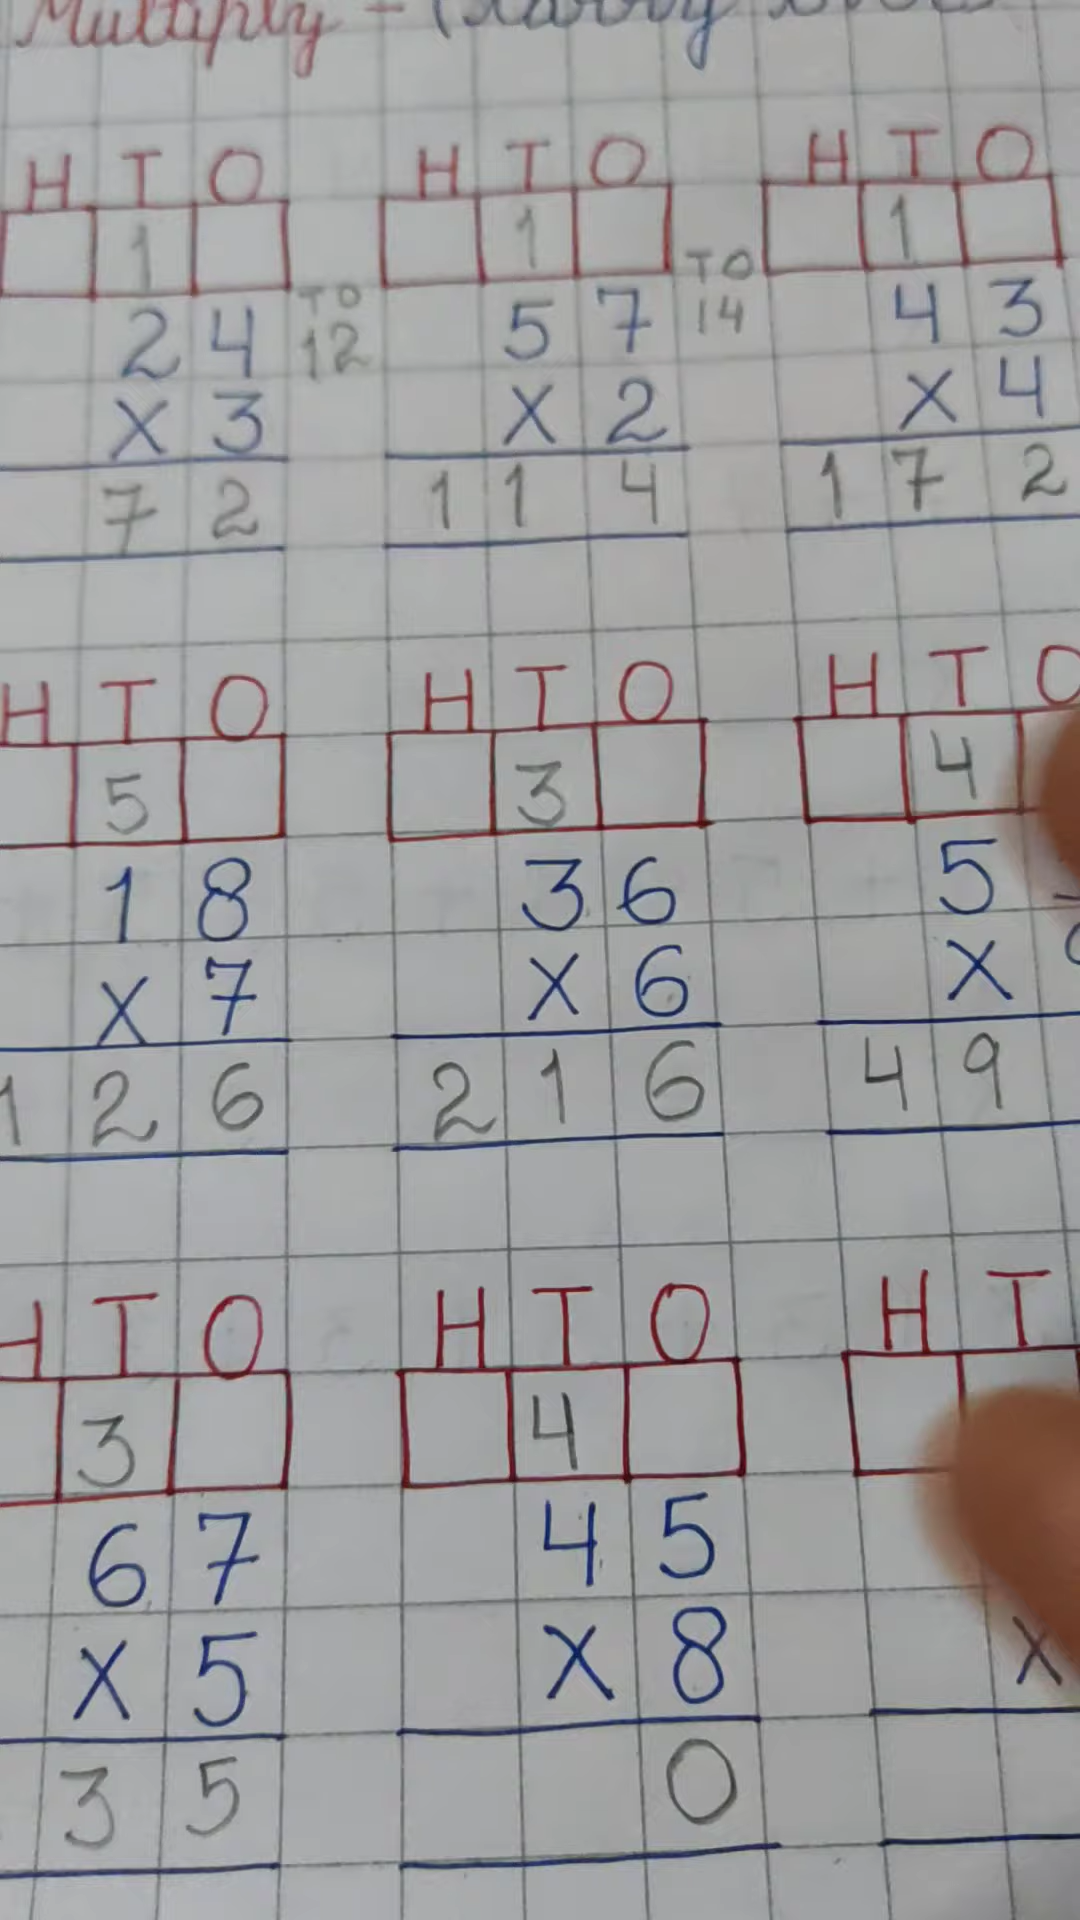 Multiply - (Carry
H T O H T O H T O
1 1 1
T O T O
2 4 12 5 7 14 4 3
X 3 X 2 X 4
7 2 1 1 4 1 7 2
H T O H T O H T O
5 3 4
1 8 3 6 5
X 7 X 6 X
1 2 6 2 1 6 4 9
H T O H T O H T
3 4
6 7 4 5
X 5 X 8 X
3 5 0